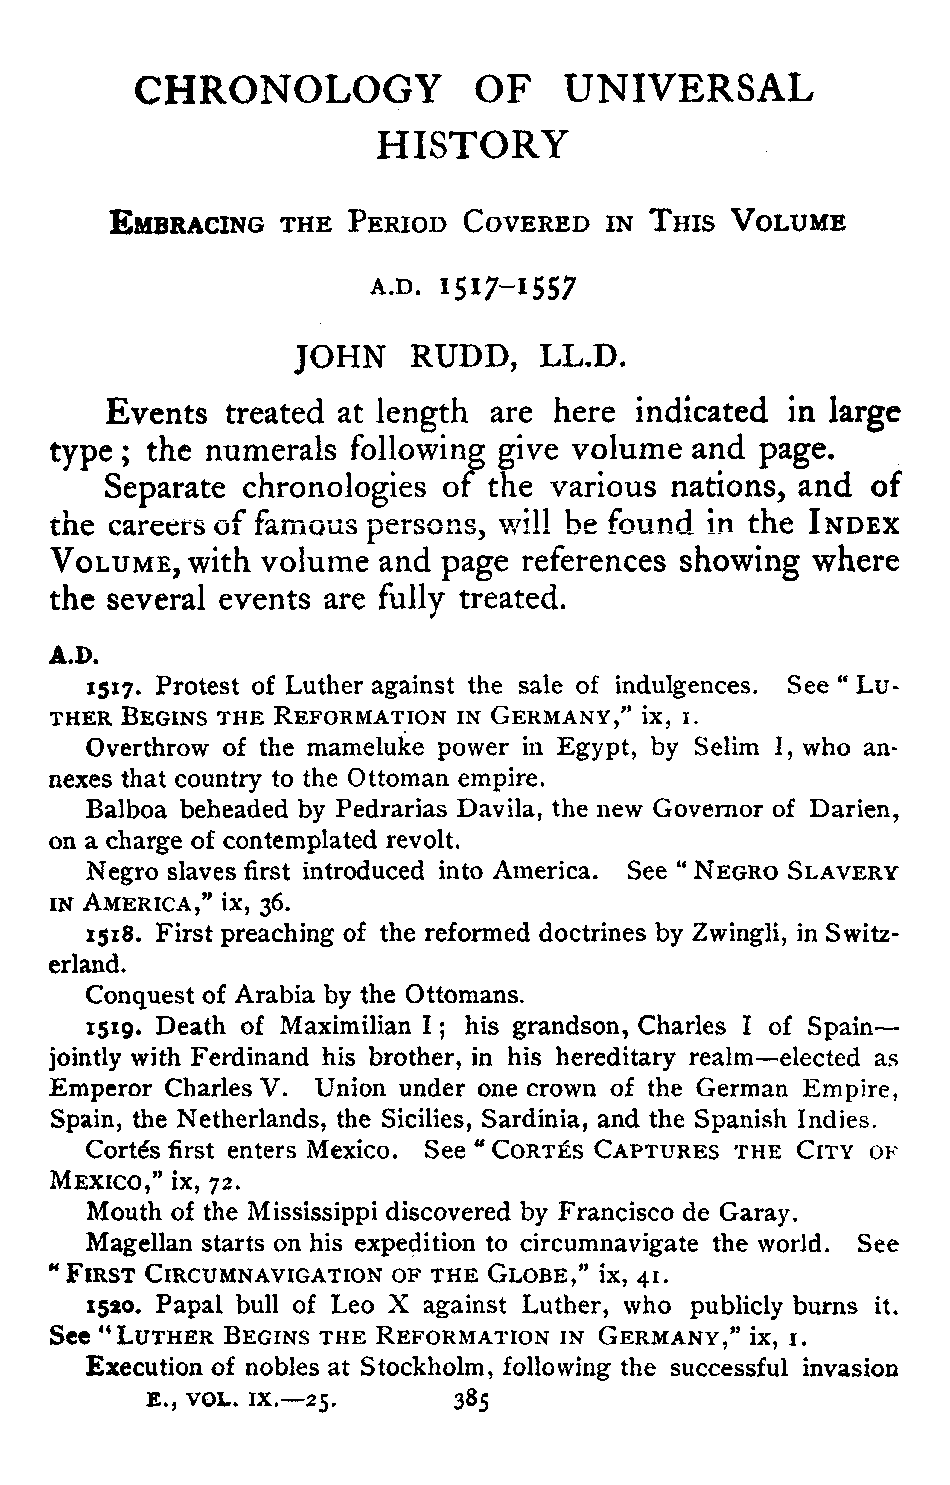 CHRONOLOGY OF UNIVERSAL
HISTORY
EMBRACING THE PERIOD COVERED IN THIS VOLUME
A.D. 1517–1557
JOHN RUDD, LL.D.
Events treated at length are here indicated in large
type; the numerals following give volume and page.
Separate chronologies of the various nations, and of
the careers of famous persons, will be found in the INDEX
VOLUME, with volume and page references showing where
the several events are fully treated.
A.D.
1517. Protest of Luther against the sale of indulgences. See "LU-
THER BEGINS THE REFORMATION IN GERMANY," ix, 1.
Overthrow of the mameluke power in Egypt, by Selim I, who an-
nexes that country to the Ottoman empire.
Balboa beheaded by Pedrarias Davila, the new Governor of Darien,
on a charge of contemplated revolt.
Negro slaves first introduced into America. See "NEGRO SLAVERY
IN AMERICA," ix, 36.
1518. First preaching of the reformed doctrines by Zwingli, in Switz-
erland.
Conquest of Arabia by the Ottomans.
1519. Death of Maximilian I; his grandson, Charles I of Spain—
jointly with Ferdinand his brother, in his hereditary realm—elected as
Emperor Charles V. Union under one crown of the German Empire,
Spain, the Netherlands, the Sicilies, Sardinia, and the Spanish Indies.
Cortés first enters Mexico. See "CORTÉS CAPTURES THE CITY OF
MEXICO," ix, 72.
Mouth of the Mississippi discovered by Francisco de Garay.
Magellan starts on his expedition to circumnavigate the world. See
"FIRST CIRCUMNAVIGATION OF THE GLOBE," ix, 41.
1520. Papal bull of Leo X against Luther, who publicly burns it.
See "LUTHER BEGINS THE REFORMATION IN GERMANY," ix, 1.
Execution of nobles at Stockholm, following the successful invasion
E., VOL. IX.—25. 385